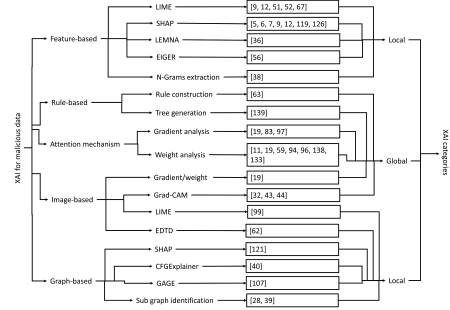 LIME [9, 12, 51, 52, 67]
SHAP [5, 6, 7, 9, 12, 119, 126]
Feature-based LEMNA [36] Local
EIGER [56]
N-Grams extraction [38]
Rule construction [63]
Rule-based
Tree generation [139]
Gradient analysis [19, 83, 97]
Attention mechanism
Weight analysis [11, 19, 59, 94, 96, 138,
133]
Global
XAI for malicious data
XAI categories
Gradient/weight [19]
Grad-CAM [32, 43, 44]
Image-based
LIME [99]
EDTD [62]
SHAP [121]
CFGExplainer [40]
Graph-based GAGE [107] Local
Sub graph identification [28, 39]